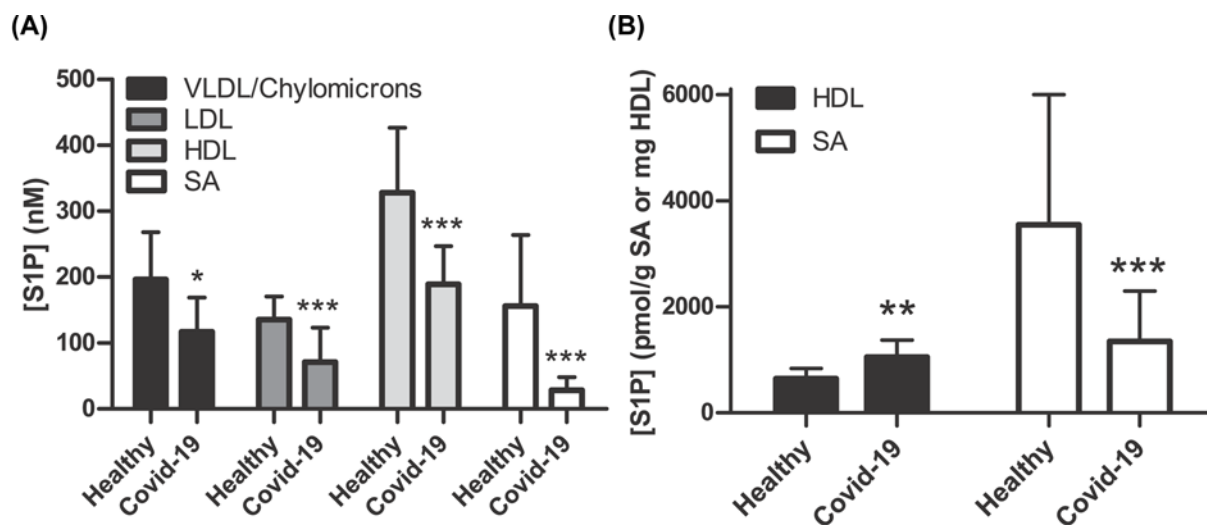 (A)
[S1P] (nM)
500
400
300
200
100
0
VLDL/Chylomicrons
LDL
HDL
SA
*
***
***
***
Healthy
Covid-19
Healthy
Covid-19
Healthy
Covid-19
Healthy
Covid-19
(B)
[S1P] (pmol/g SA or mg HDL)
6000
4000
2000
0
HDL
SA
**
***
Healthy
Covid-19
Healthy
Covid-19